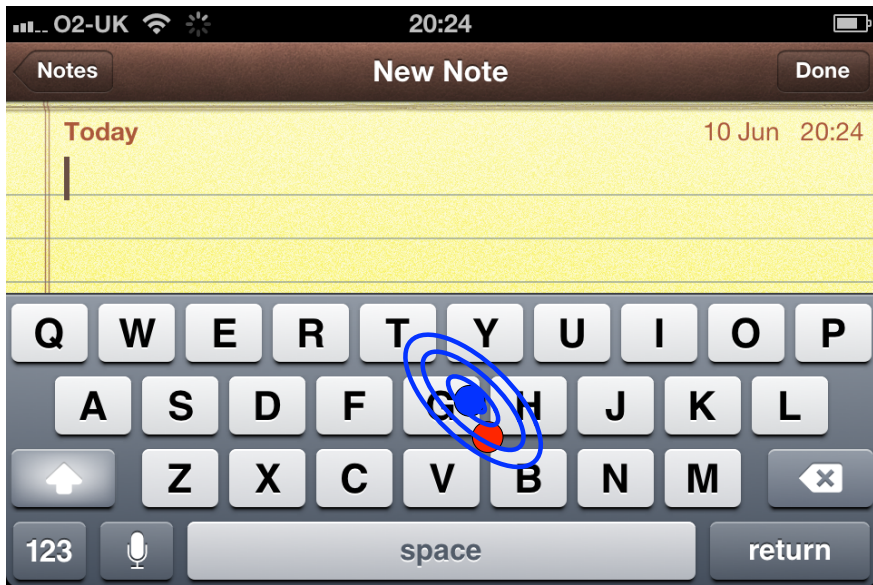 O2-UK 20:24
Notes New Note Done
Today 10 Jun 20:24
Q W E R T Y U I O P
A S D F G H J K L
Z X C V B N M
123 space return